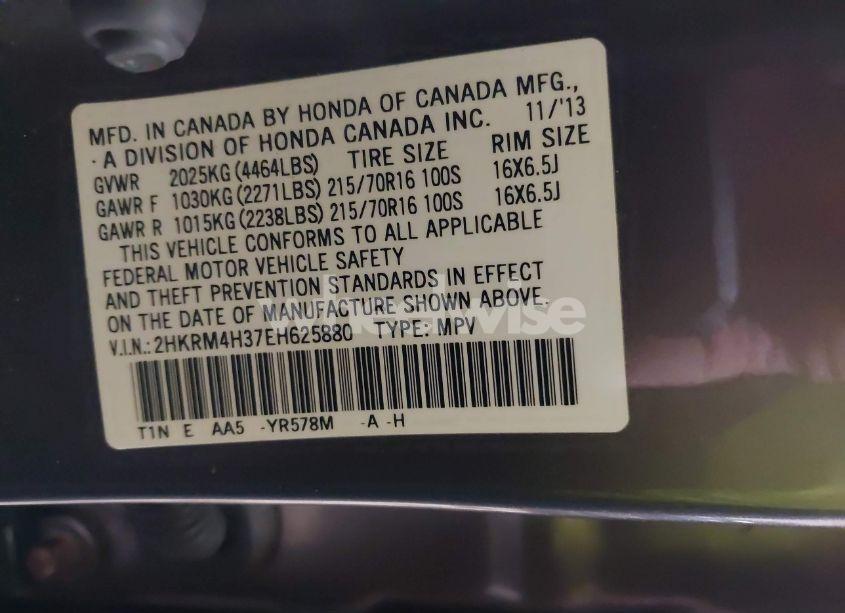 MFD. IN CANADA BY HONDA OF CANADA MFG.,
· A DIVISION OF HONDA CANADA INC. 11/'13
GVWR 2025KG (4464LBS) TIRE SIZE RIM SIZE
GAWR F 1030KG (2271LBS) 215/70R16 100S 16X6.5J
GAWR R 1015KG (2238LBS) 215/70R16 100S 16X6.5J
THIS VEHICLE CONFORMS TO ALL APPLICABLE
FEDERAL MOTOR VEHICLE SAFETY
AND THEFT PREVENTION STANDARDS IN EFFECT
ON THE DATE OF MANUFACTURE SHOWN ABOVE.
V.I.N.: 2HKRM4H37EH625880 TYPE: MPV
T1N E AA5 -YR578M -A -H
wheelwise